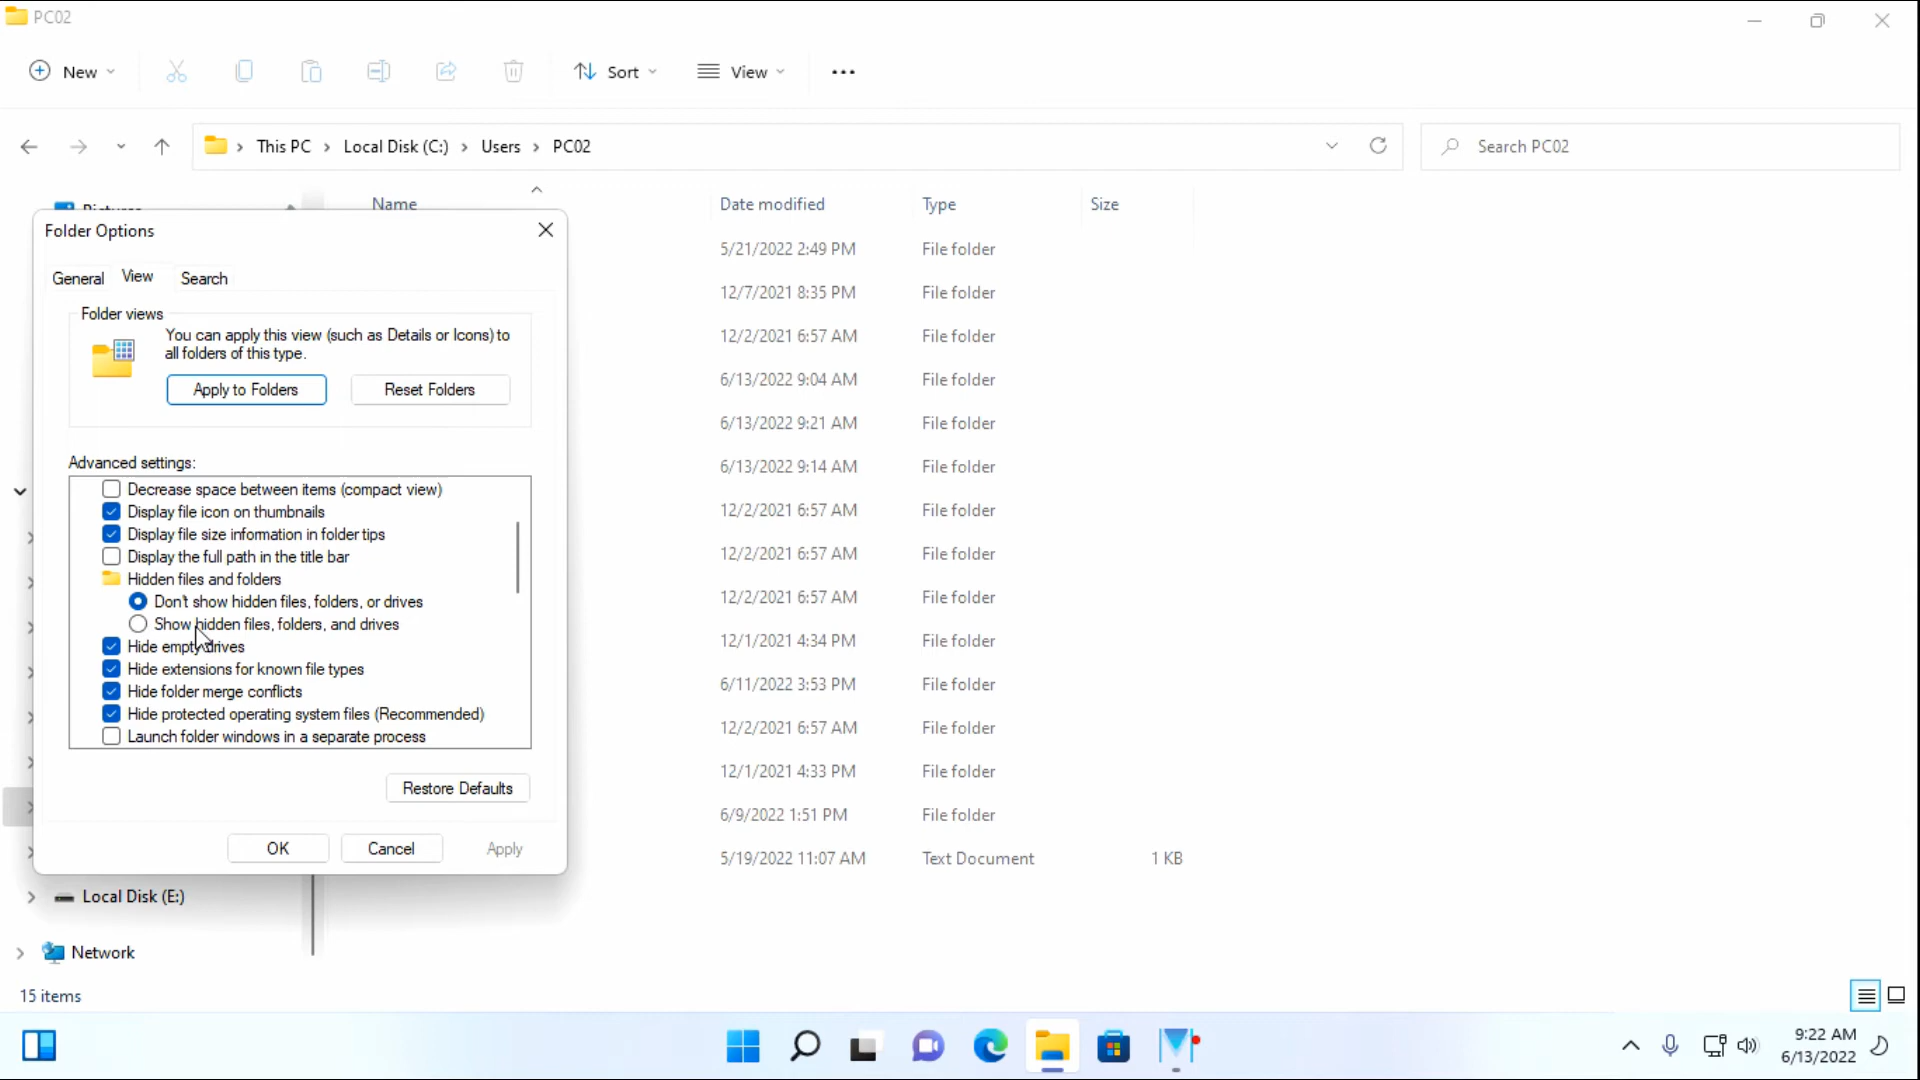 PC02
New
Sort
View
This PC
Local Disk (C:)
Users
PC02
Search PC02
Name
Date modified
Type
Size
5/21/2022 2:49 PM File folder
12/7/2021 8:35 PM File folder
12/2/2021 6:57 AM File folder
6/13/2022 9:04 AM File folder
6/13/2022 9:21 AM File folder
6/13/2022 9:14 AM File folder
12/2/2021 6:57 AM File folder
12/2/2021 6:57 AM File folder
12/2/2021 6:57 AM File folder
12/1/2021 4:34 PM File folder
6/11/2022 3:53 PM File folder
12/2/2021 6:57 AM File folder
12/1/2021 4:33 PM File folder
6/9/2022 1:51 PM File folder
5/19/2022 11:07 AM Text Document 1 KB
Folder Options
General
View
Search
Folder views
You can apply this view (such as Details or Icons) to
all folders of this type.
Apply to Folders
Reset Folders
Advanced settings:
Decrease space between items (compact view)
Display file icon on thumbnails
Display file size information in folder tips
Display the full path in the title bar
Hidden files and folders
Don't show hidden files, folders, or drives
Show hidden files, folders, and drives
Hide empty drives
Hide extensions for known file types
Hide folder merge conflicts
Hide protected operating system files (Recommended)
Launch folder windows in a separate process
Restore Defaults
OK
Cancel
Apply
Local Disk (E:)
Network
15 items
9:22 AM
6/13/2022